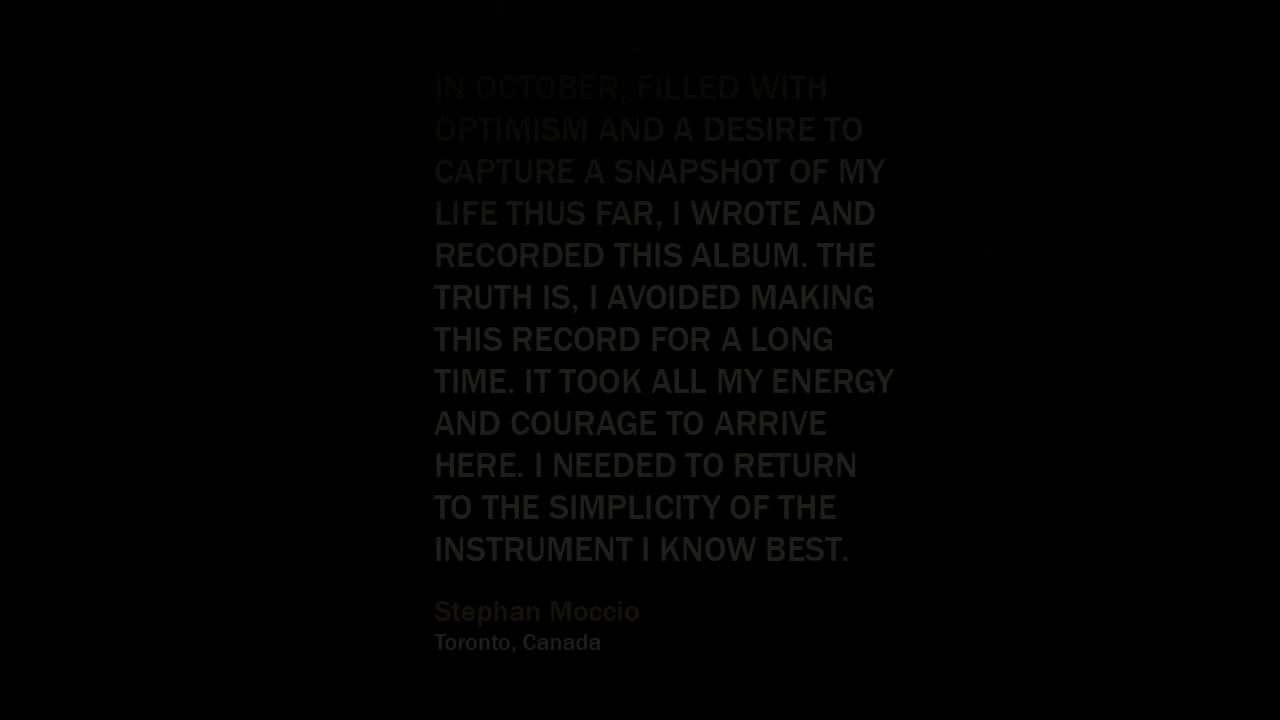 IN OCTOBER, FILLED WITH
OPTIMISM AND A DESIRE TO
CAPTURE A SNAPSHOT OF MY
LIFE THUS FAR, I WROTE AND
RECORDED THIS ALBUM. THE
TRUTH IS, I AVOIDED MAKING
THIS RECORD FOR A LONG
TIME. IT TOOK ALL MY ENERGY
AND COURAGE TO ARRIVE
HERE. I NEEDED TO RETURN
TO THE SIMPLICITY OF THE
INSTRUMENT I KNOW BEST.
Stephan Moccio
Toronto, Canada